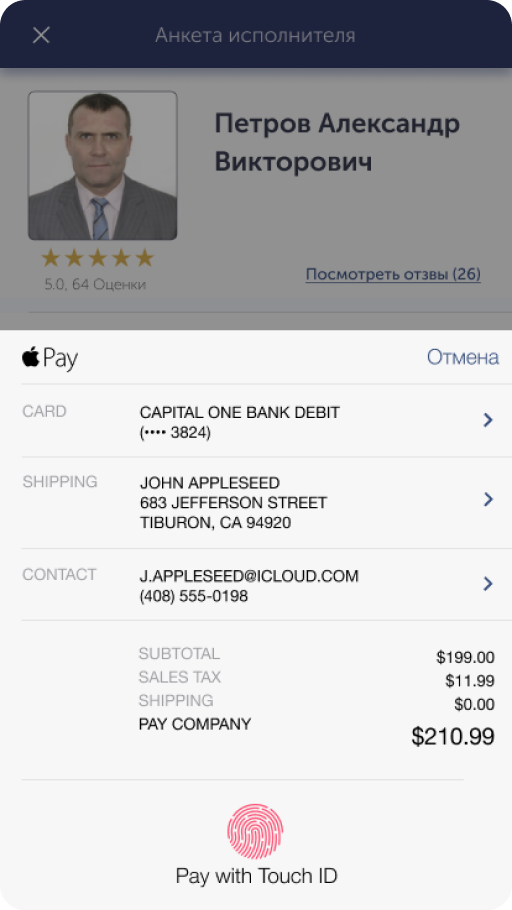 Анкета исполнителя
Петров Александр
Викторович
5.0, 64 Оценки
Посмотреть отзвы (26)
Pay
Отмена
CARD
CAPITAL ONE BANK DEBIT
(•••• 3824)
SHIPPING
JOHN APPLESEED
683 JEFFERSON STREET
TIBURON, CA 94920
CONTACT
J.APPLESEED@ICLOUD.COM
(408) 555-0198
SUBTOTAL $199.00
SALES TAX $11.99
SHIPPING $0.00
PAY COMPANY $210.99
Pay with Touch ID